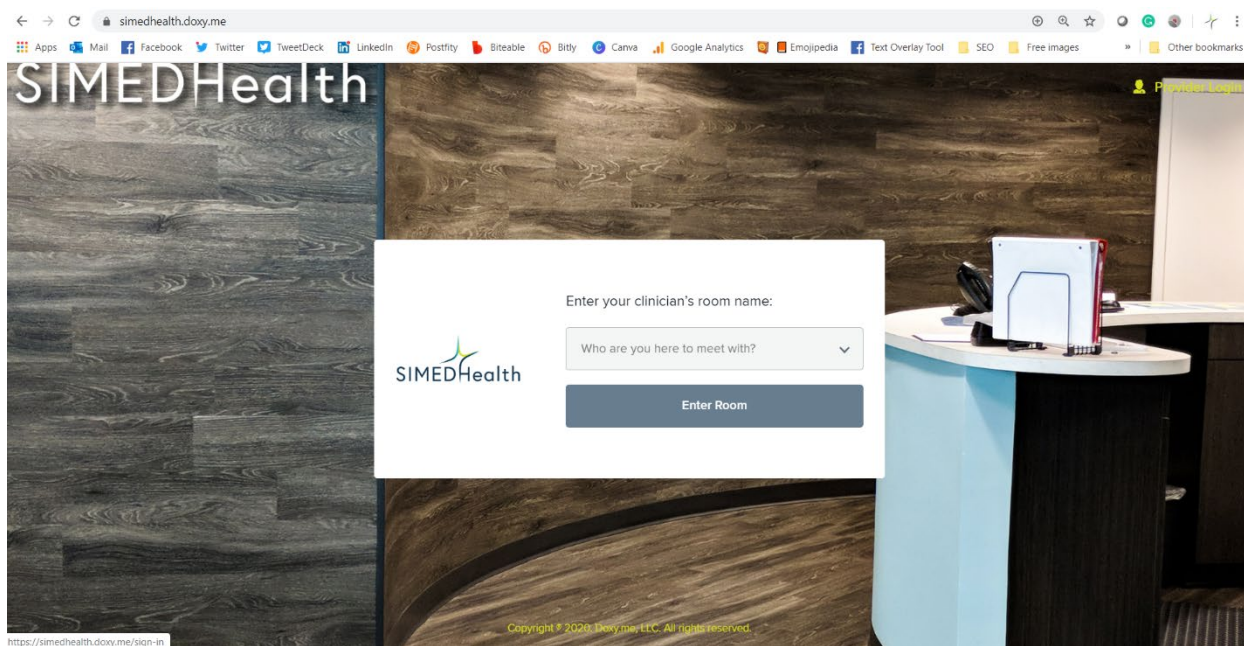 simedhealth.doxy.me
Apps Mail Facebook Twitter TweetDeck LinkedIn Postfity Biteable Bitly Canva Google Analytics Emojipedia Text Overlay Tool SEO Free images » Other bookmarks
SIMEDHealth
Provider Login
Enter your clinician's room name:
Who are you here to meet with?
SIMEDHealth
Enter Room
Copyright © 2020, Doxy.me, LLC. All rights reserved.
https://simedhealth.doxy.me/sign-in